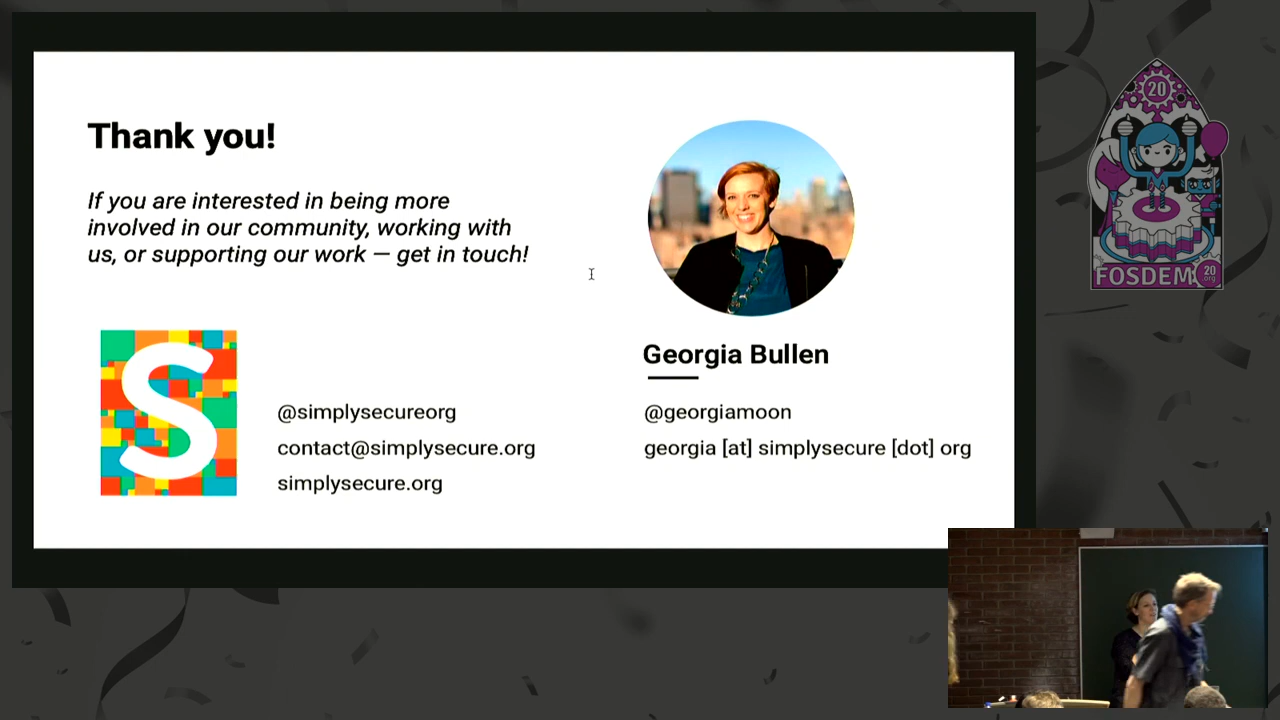 Thank you!
If you are interested in being more
involved in our community, working with
us, or supporting our work — get in touch!
S
@simplysecureorg
contact@simplysecure.org
simplysecure.org
Georgia Bullen
@georgiamoon
georgia [at] simplysecure [dot] org
20
FOSDEM
20
org